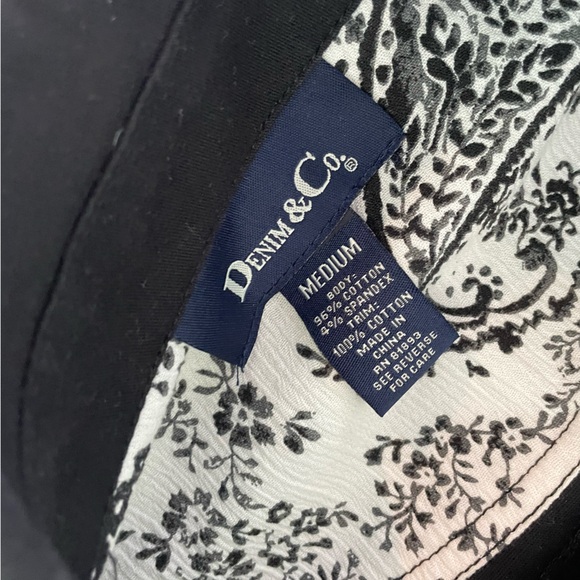 DENIM & CO.®
MEDIUM
BODY:
96% COTTON
4% SPANDEX
TRIM:
100% COTTON
MADE IN
CHINA
RN 81893
SEE REVERSE
FOR CARE